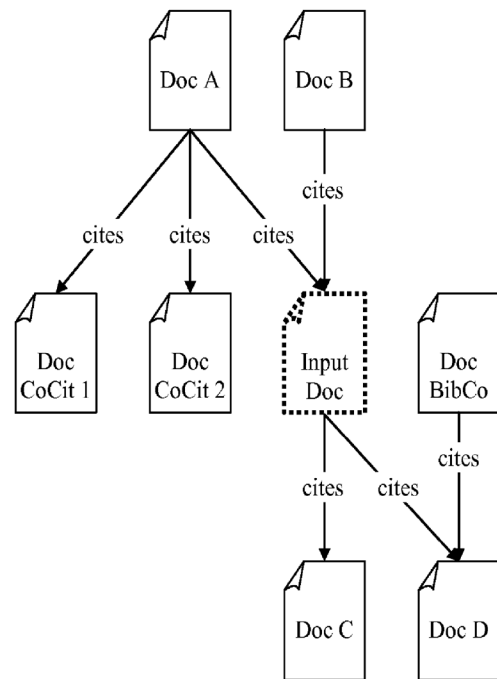 Doc A
Doc B
cites
cites
cites
cites
Doc
CoCit 1
Doc
CoCit 2
Input
Doc
Doc
BibCo
cites
cites
cites
Doc C
Doc D